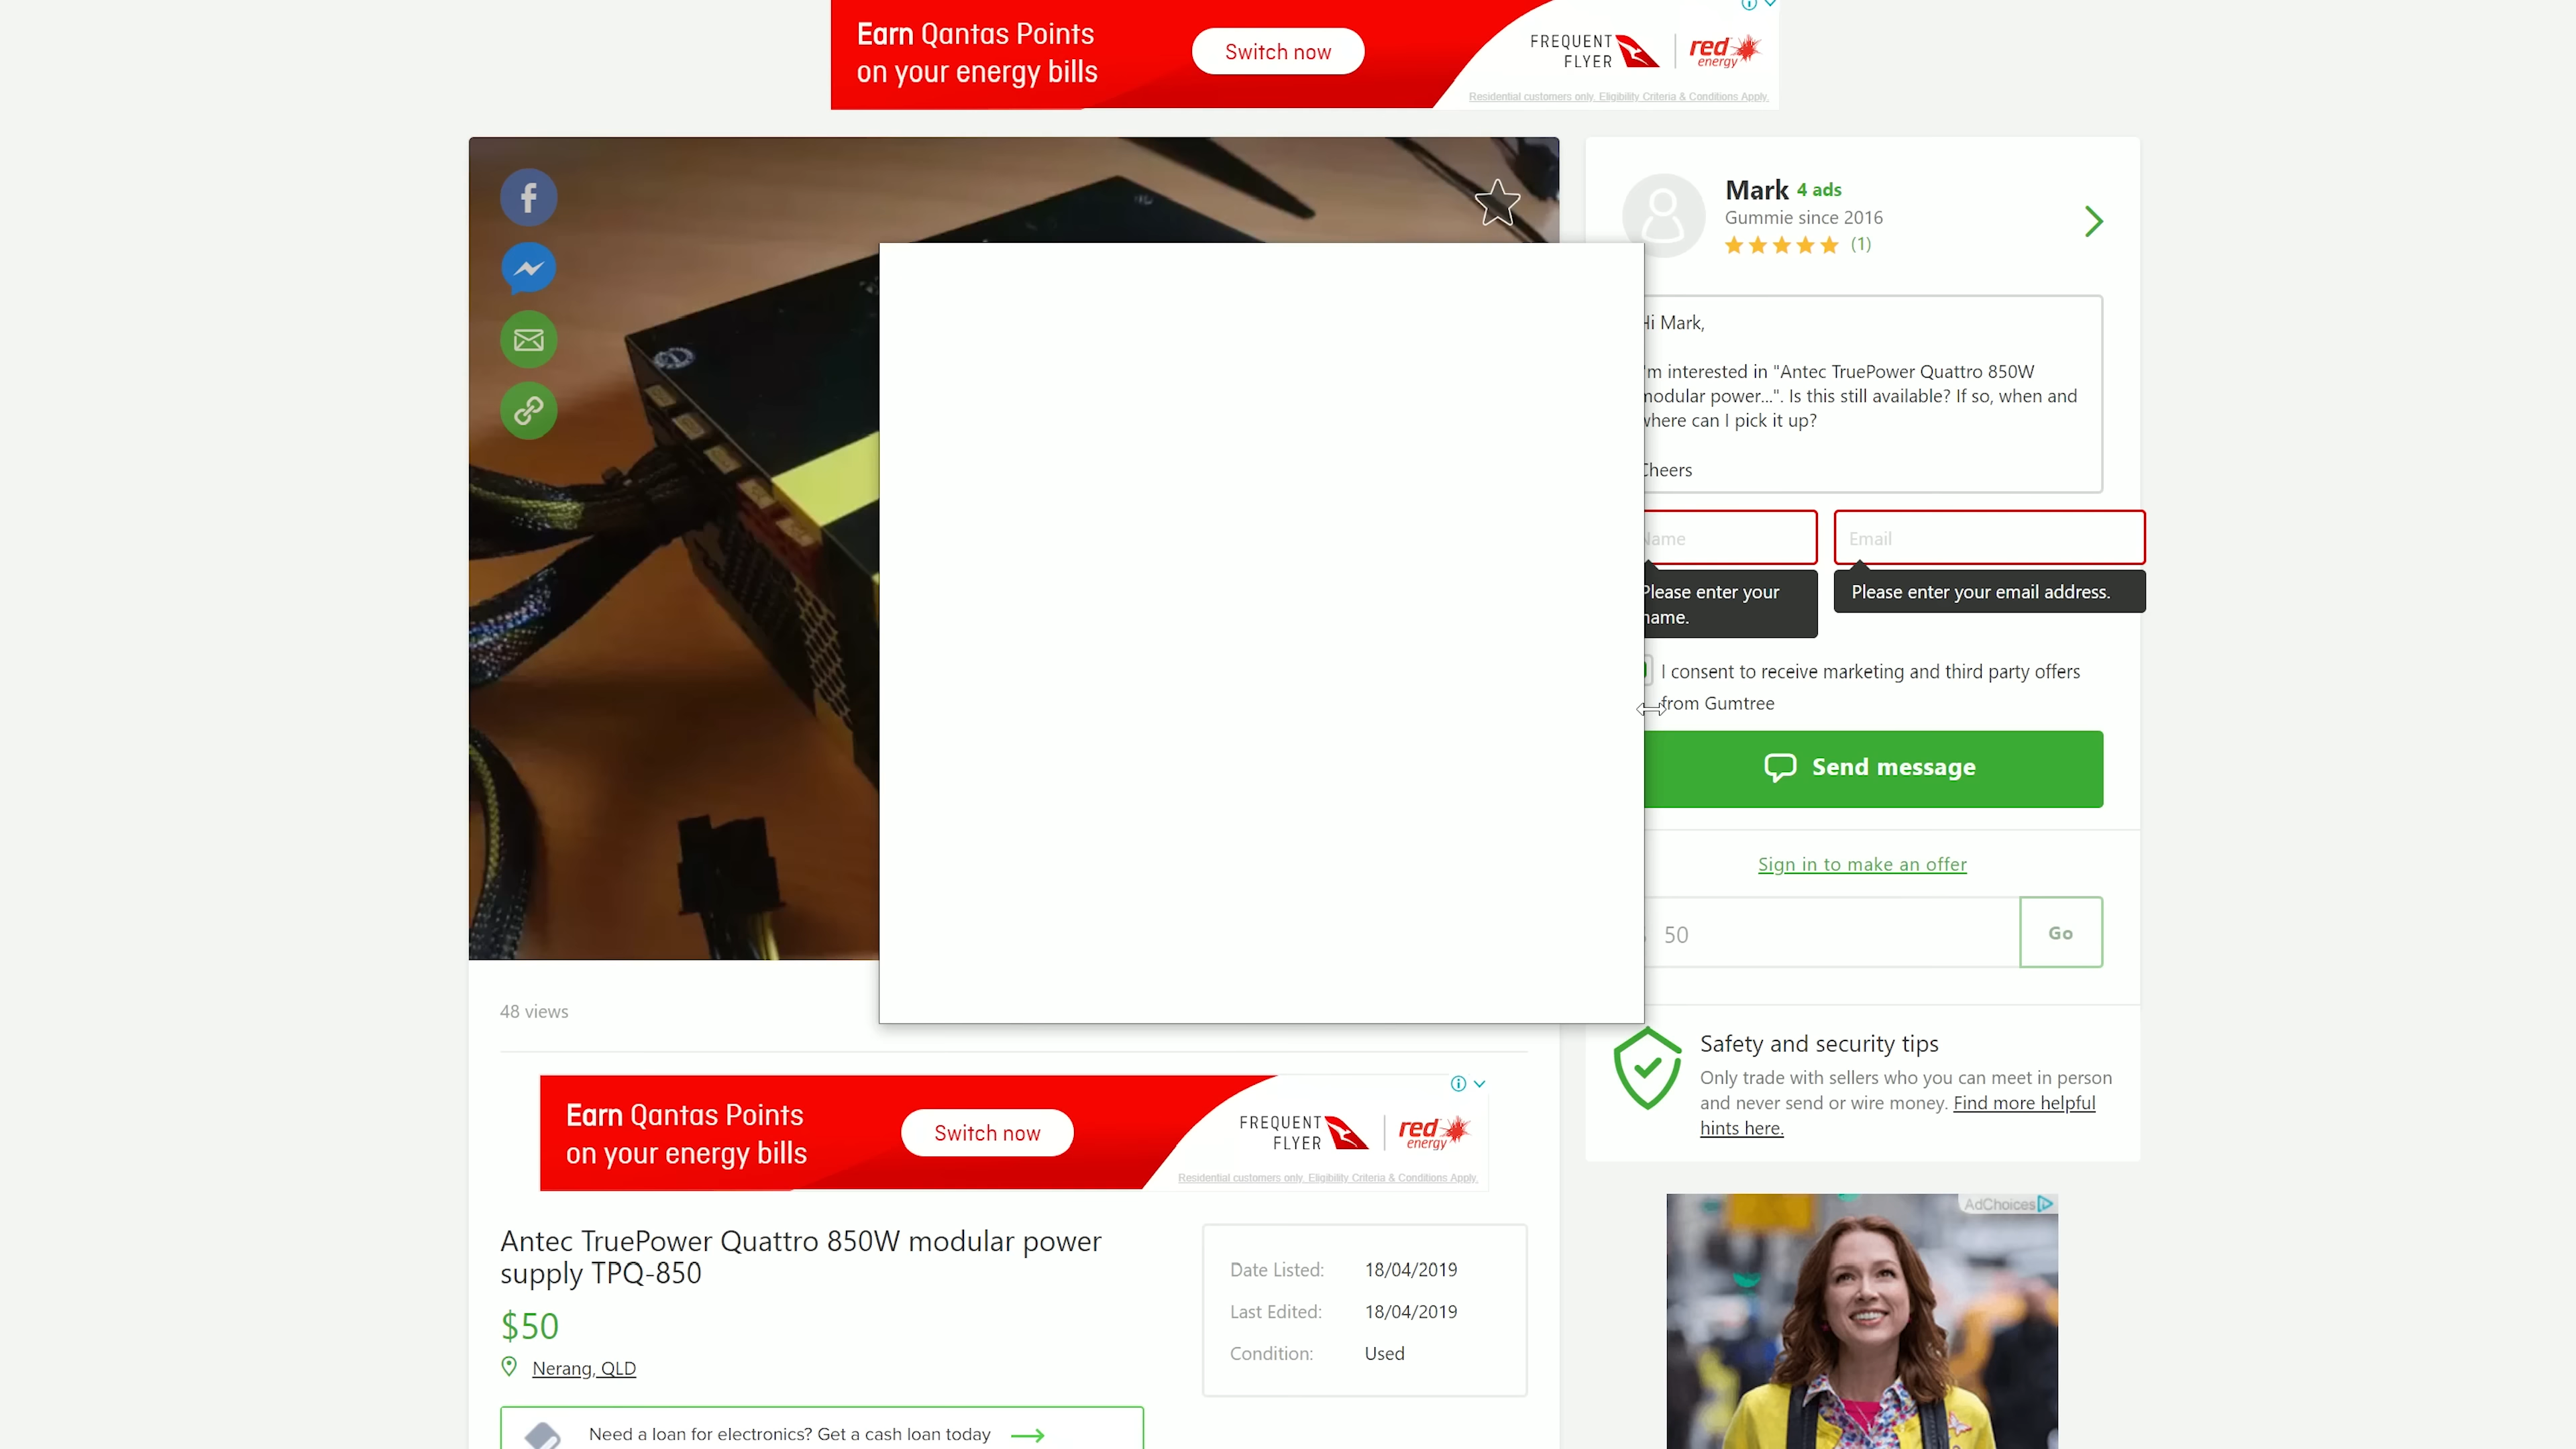 Earn Qantas Points
on your energy bills
Switch now
FREQUENT
FLYER
red
energy
Residential customers only. Eligibility Criteria & Conditions Apply.
Mark 4 ads
Gummie since 2016
(1)
Hi Mark,
I'm interested in "Antec TruePower Quattro 850W
modular power...". Is this still available? If so, when and
where can I pick it up?
Cheers
Name
Email
Please enter your
name.
Please enter your email address.
I consent to receive marketing and third party offers
from Gumtree
Send message
Sign in to make an offer
50
Go
48 views
Safety and security tips
Only trade with sellers who you can meet in person
and never send or wire money. Find more helpful
hints here.
Earn Qantas Points
on your energy bills
Switch now
FREQUENT
FLYER
red
energy
Residential customers only. Eligibility Criteria & Conditions Apply.
AdChoices
Antec TruePower Quattro 850W modular power
supply TPQ-850
$50
Nerang, QLD
Date Listed: 18/04/2019
Last Edited: 18/04/2019
Condition: Used
Need a loan for electronics? Get a cash loan today